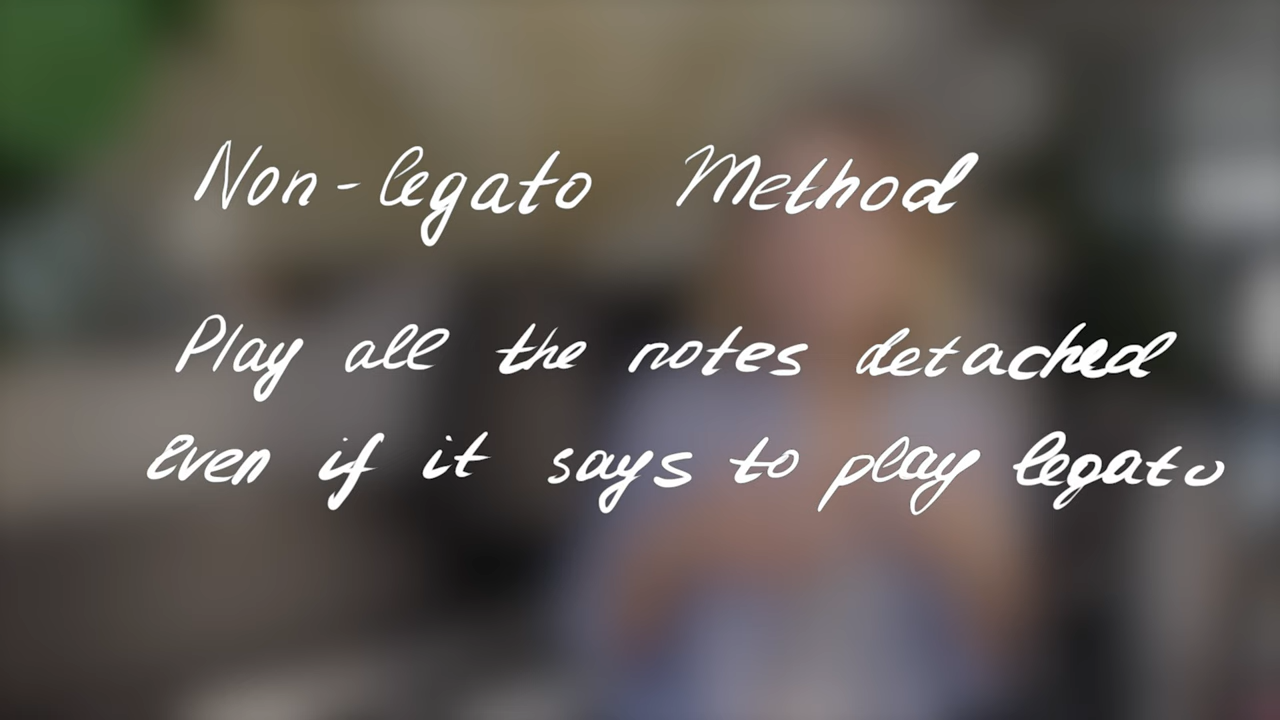 Non-legato Method
Play all the notes detached
Even if it says to play legato